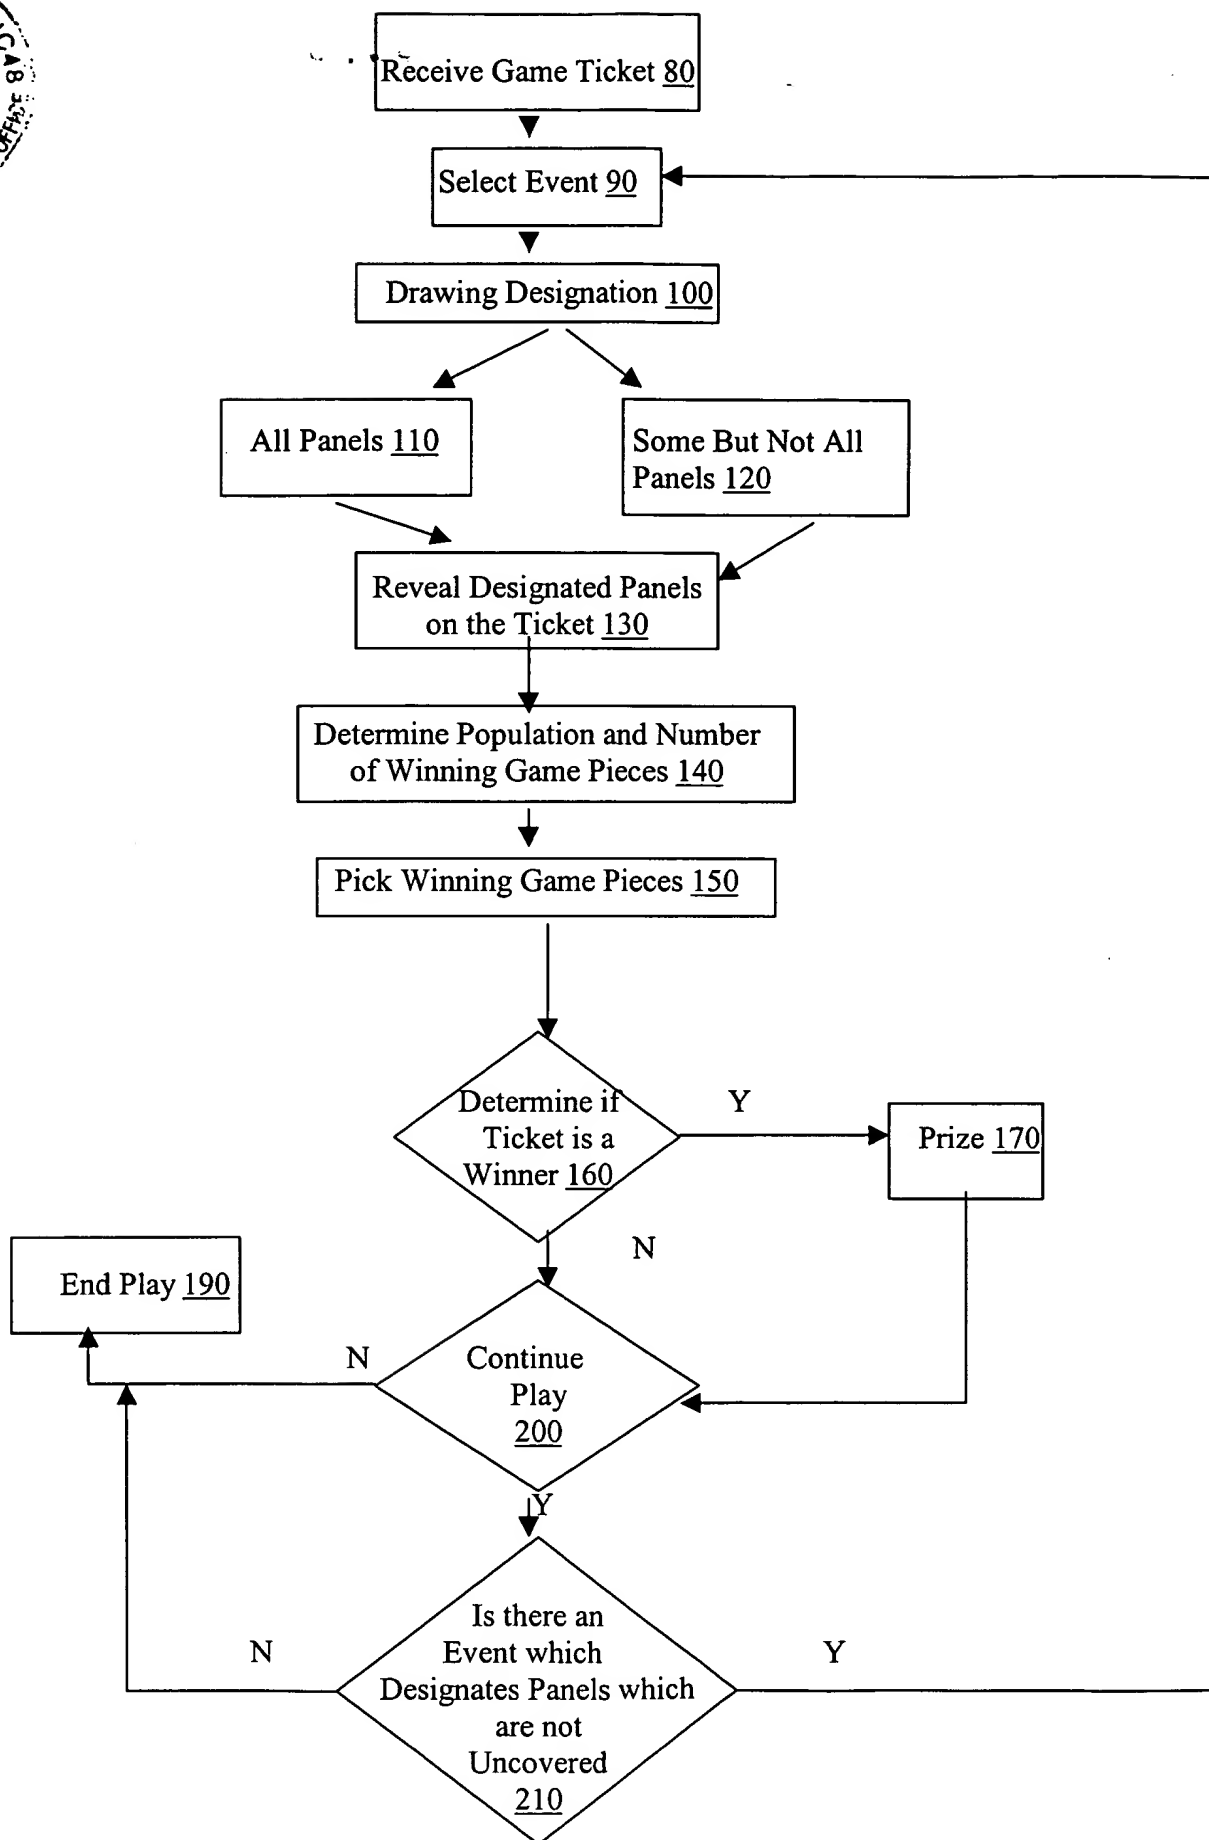 Receive Game Ticket 80
Select Event 90
Drawing Designation 100
All Panels 110
Some But Not All
Panels 120
Reveal Designated Panels
on the Ticket 130
Determine Population and Number
of Winning Game Pieces 140
Pick Winning Game Pieces 150
Determine if
Ticket is a
Winner 160
Y
Prize 170
N
End Play 190
N
Continue
Play
200
Y
Is there an
Event which
Designates Panels which
are not
Uncovered
210
N
Y